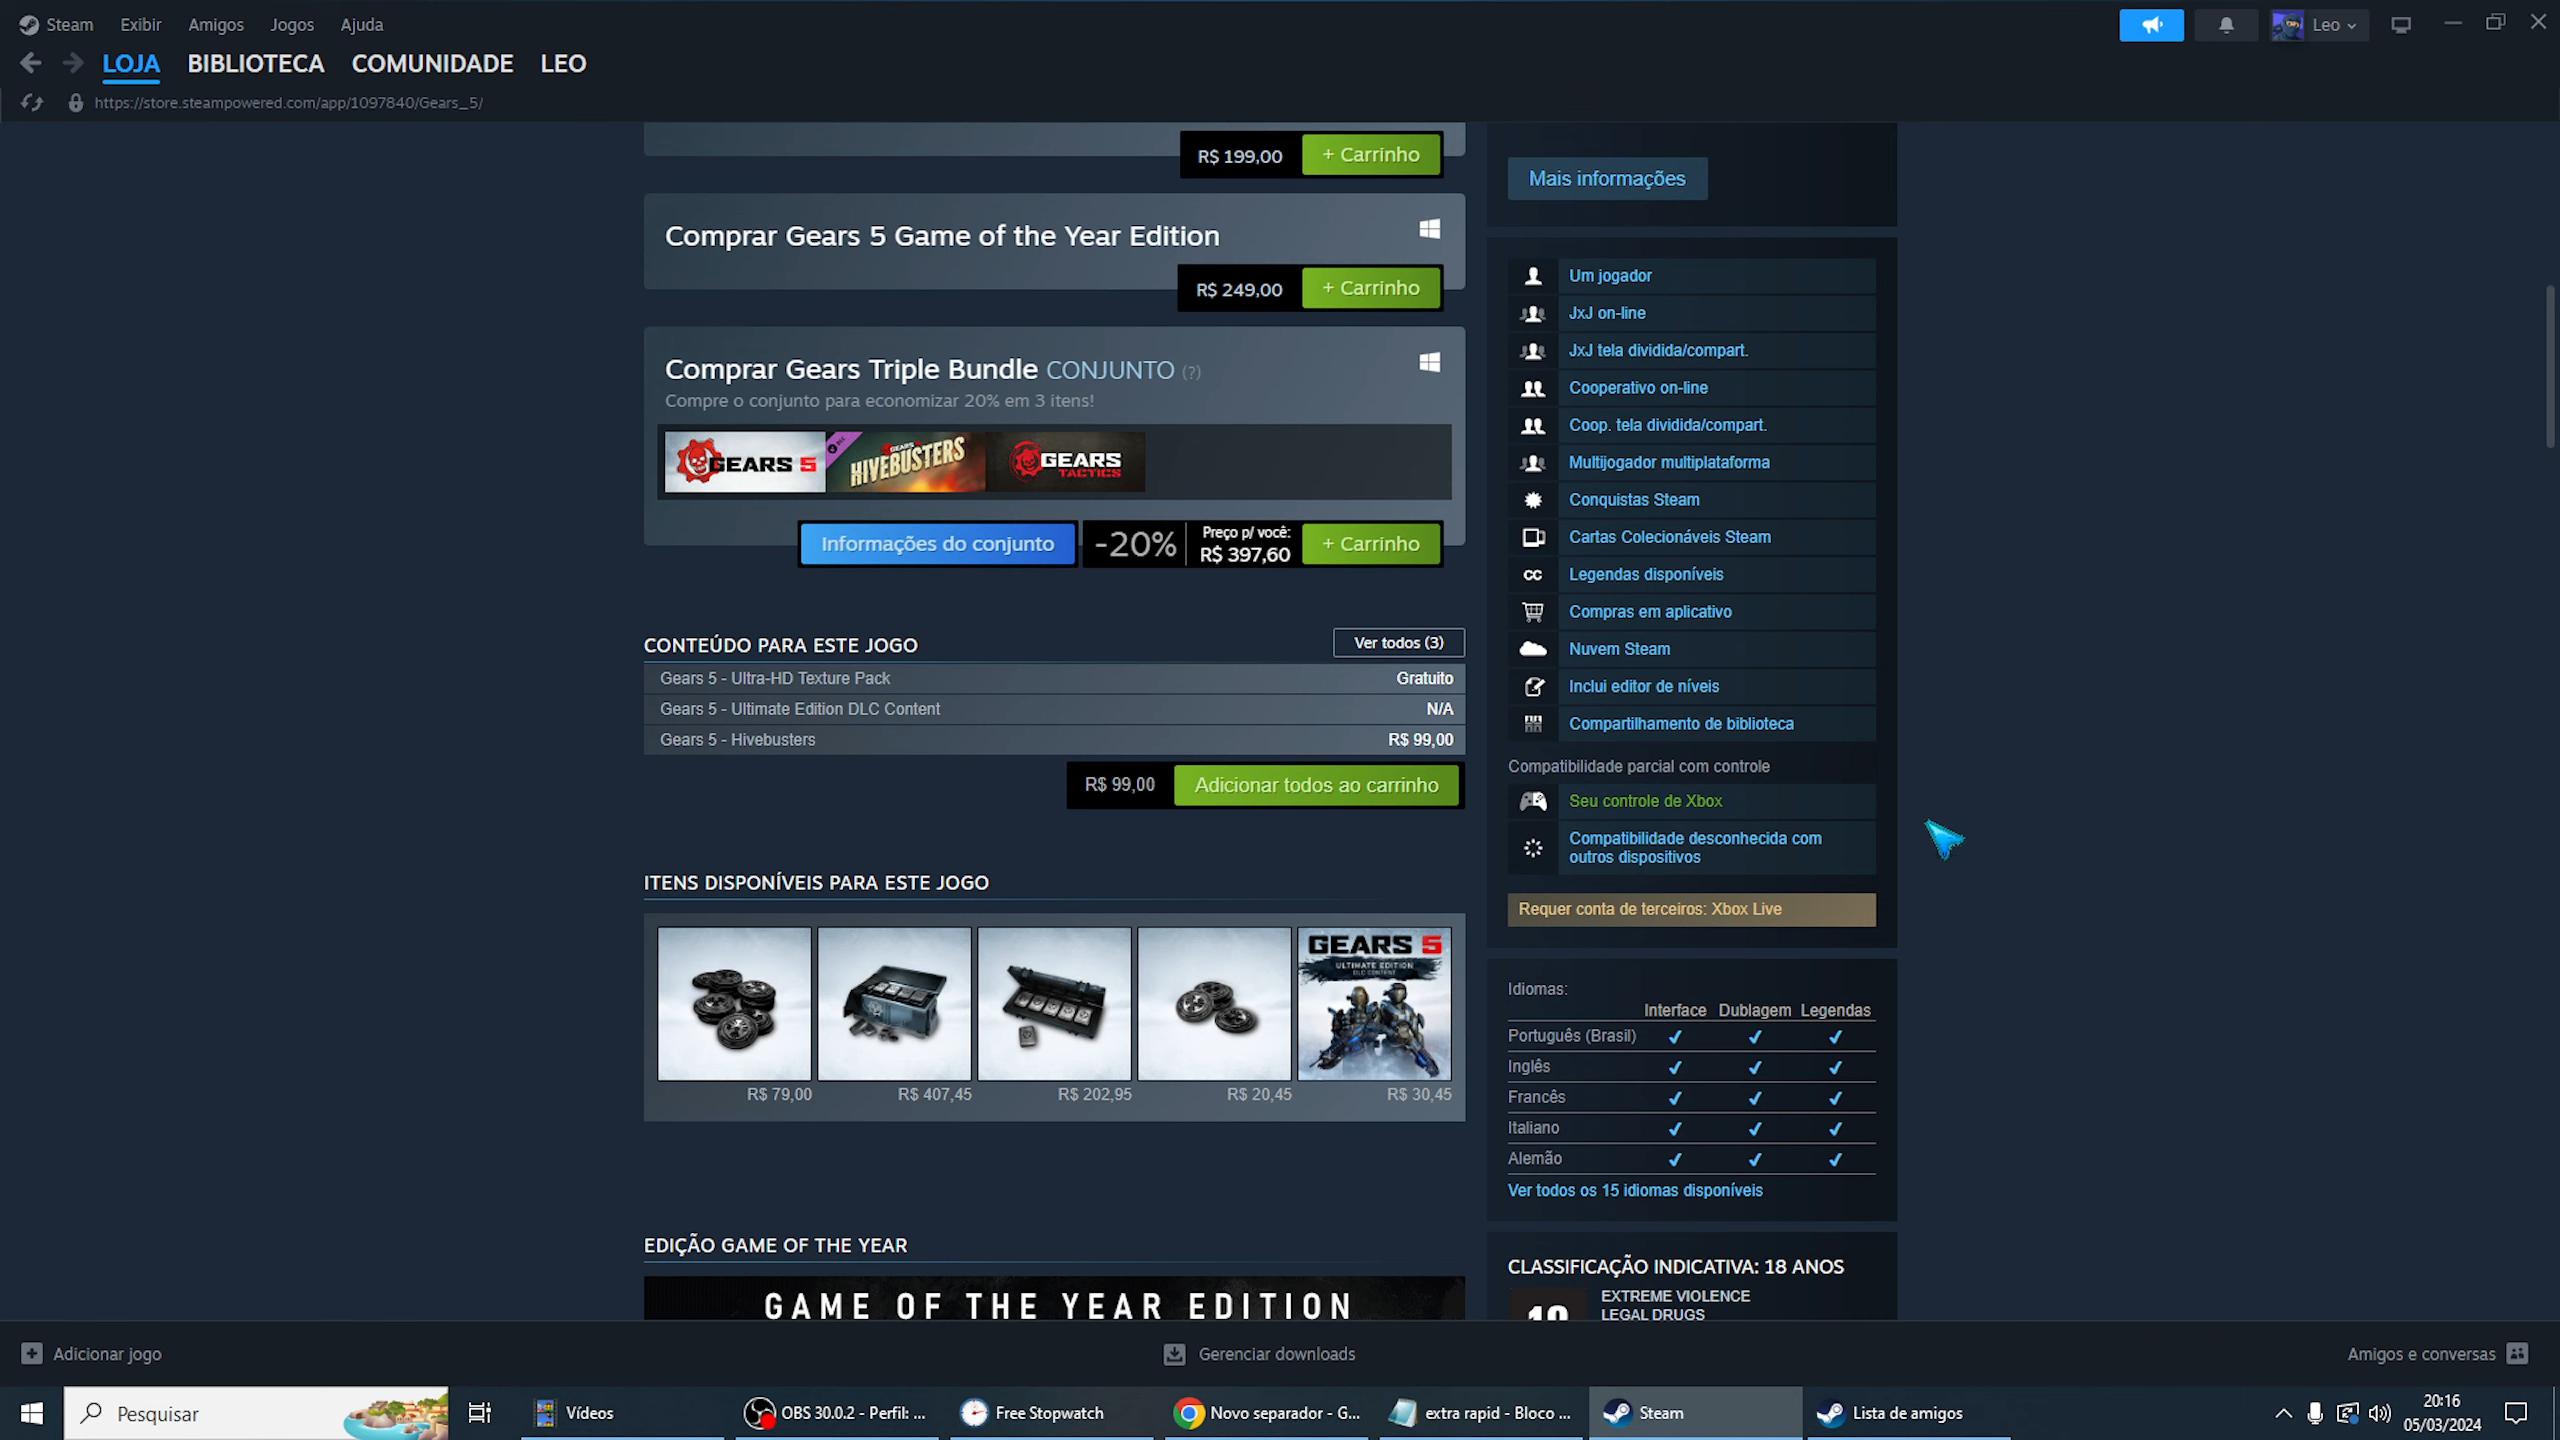 Steam Exibir Amigos Jogos Ajuda
Leo
LOJA BIBLIOTECA COMUNIDADE LEO
https://store.steampowered.com/app/1097840/Gears_5/
R$ 199,00 + Carrinho
Comprar Gears 5 Game of the Year Edition
R$ 249,00 + Carrinho
Comprar Gears Triple Bundle CONJUNTO (?)
Compre o conjunto para economizar 20% em 3 itens!
GEARS 5
GEARS
HIVEBUSTERS
GEARS
TACTICS
Informações do conjunto -20% Preço p/ você: R$ 397,60 + Carrinho
CONTEÚDO PARA ESTE JOGO Ver todos (3)
Gears 5 - Ultra-HD Texture Pack Gratuito
Gears 5 - Ultimate Edition DLC Content N/A
Gears 5 - Hivebusters R$ 99,00
R$ 99,00 Adicionar todos ao carrinho
ITENS DISPONÍVEIS PARA ESTE JOGO
GEARS 5
ULTIMATE EDITION
DLC CONTENT
R$ 79,00 R$ 407,45 R$ 202,95 R$ 20,45 R$ 30,45
EDIÇÃO GAME OF THE YEAR
GAME OF THE YEAR EDITION
Mais informações
Um jogador
JxJ on-line
JxJ tela dividida/compart.
Cooperativo on-line
Coop. tela dividida/compart.
Multijogador multiplataforma
Conquistas Steam
Cartas Colecionáveis Steam
CC Legendas disponíveis
Compras em aplicativo
Nuvem Steam
Inclui editor de níveis
Compartilhamento de biblioteca
Compatibilidade parcial com controle
Seu controle de Xbox
Compatibilidade desconhecida com
outros dispositivos
Requer conta de terceiros: Xbox Live
Idiomas:
Interface Dublagem Legendas
Português (Brasil) ✔ ✔ ✔
Inglês ✔ ✔ ✔
Francês ✔ ✔ ✔
Italiano ✔ ✔ ✔
Alemão ✔ ✔ ✔
Ver todos os 15 idiomas disponíveis
CLASSIFICAÇÃO INDICATIVA: 18 ANOS
18
EXTREME VIOLENCE
LEGAL DRUGS
Adicionar jogo Gerenciar downloads Amigos e conversas
Pesquisar Vídeos OBS 30.0.2 - Perfil: ... Free Stopwatch Novo separador - G... extra rapid - Bloco ... Steam Lista de amigos
20:16
05/03/2024